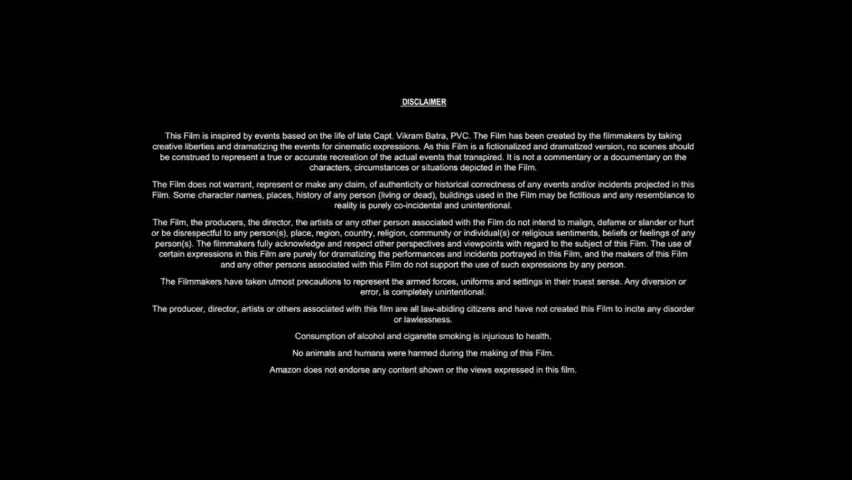 DISCLAIMER
This Film is inspired by events based on the life of late Capt. Vikram Batra, PVC. The Film has been created by the filmmakers by taking
creative liberties and dramatizing the events for cinematic expressions. As this Film is a fictionalized and dramatized version, no scenes should
be construed to represent a true or accurate recreation of the actual events that transpired. It is not a commentary or a documentary on the
characters, circumstances or situations depicted in the Film.
The Film does not warrant, represent or make any claim, of authenticity or historical correctness of any events and/or incidents projected in this
Film. Some character names, places, history of any person (living or dead), buildings used in the Film may be fictitious and any resemblance to
reality is purely co-incidental and unintentional.
The Film, the producers, the director, the artists or any other person associated with the Film do not intend to malign, defame or slander or hurt
or be disrespectful to any person(s), place, region, country, religion, community or individual(s) or religious sentiments, beliefs or feelings of any
person(s). The filmmakers fully acknowledge and respect other perspectives and viewpoints with regard to the subject of this Film. The use of
certain expressions in this Film are purely for dramatizing the performances and incidents portrayed in this Film, and the makers of this Film
and any other persons associated with this Film do not support the use of such expressions by any person.
The Filmmakers have taken utmost precautions to represent the armed forces, uniforms and settings in their truest sense. Any diversion or
error, is completely unintentional.
The producer, director, artists or others associated with this film are all law-abiding citizens and have not created this Film to incite any disorder
or lawlessness.
Consumption of alcohol and cigarette smoking is injurious to health.
No animals and humans were harmed during the making of this Film.
Amazon does not endorse any content shown or the views expressed in this film.